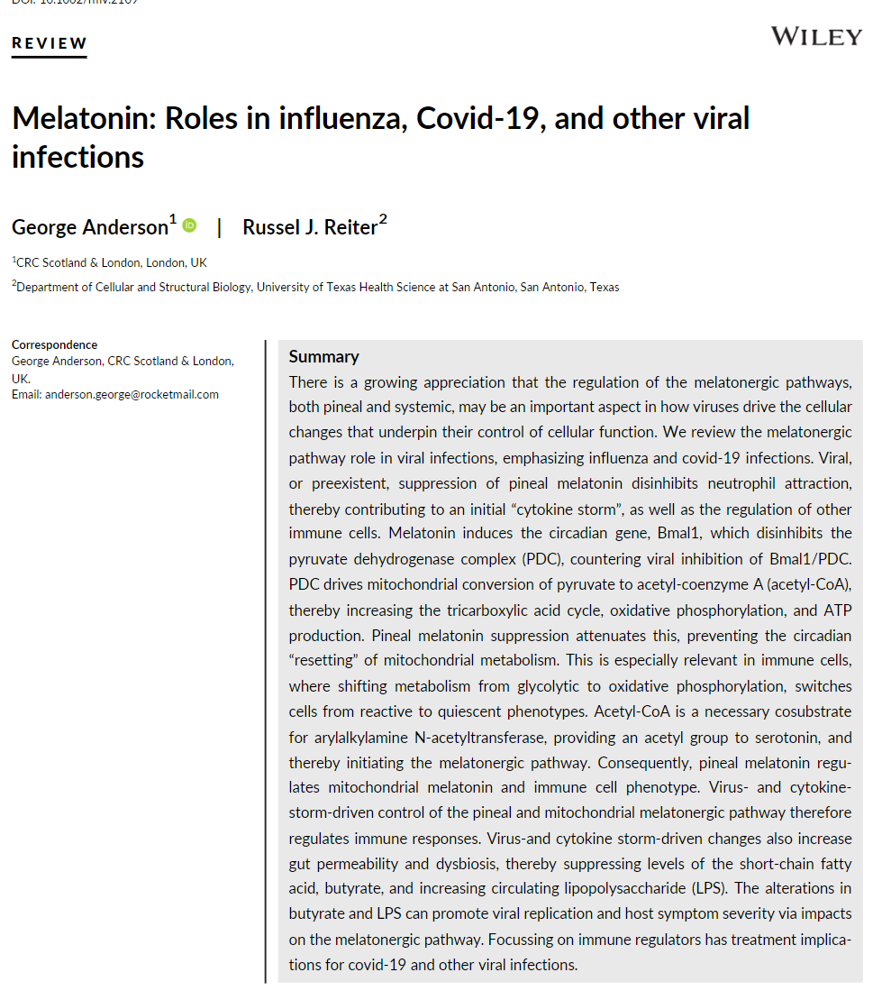 DOI: 10.1002/rmv.2109
REVIEW
WILEY
Melatonin: Roles in influenza, Covid-19, and other viral
infections
George Anderson1 iD | Russel J. Reiter2
1CRC Scotland & London, London, UK
2Department of Cellular and Structural Biology, University of Texas Health Science at San Antonio, San Antonio, Texas
Correspondence
George Anderson, CRC Scotland & London,
UK.
Email: anderson.george@rocketmail.com
Summary
There is a growing appreciation that the regulation of the melatonergic pathways,
both pineal and systemic, may be an important aspect in how viruses drive the cellular
changes that underpin their control of cellular function. We review the melatonergic
pathway role in viral infections, emphasizing influenza and covid-19 infections. Viral,
or preexistent, suppression of pineal melatonin disinhibits neutrophil attraction,
thereby contributing to an initial “cytokine storm”, as well as the regulation of other
immune cells. Melatonin induces the circadian gene, Bmal1, which disinhibits the
pyruvate dehydrogenase complex (PDC), countering viral inhibition of Bmal1/PDC.
PDC drives mitochondrial conversion of pyruvate to acetyl-coenzyme A (acetyl-CoA),
thereby increasing the tricarboxylic acid cycle, oxidative phosphorylation, and ATP
production. Pineal melatonin suppression attenuates this, preventing the circadian
“resetting” of mitochondrial metabolism. This is especially relevant in immune cells,
where shifting metabolism from glycolytic to oxidative phosphorylation, switches
cells from reactive to quiescent phenotypes. Acetyl-CoA is a necessary cosubstrate
for arylalkylamine N-acetyltransferase, providing an acetyl group to serotonin, and
thereby initiating the melatonergic pathway. Consequently, pineal melatonin regu-
lates mitochondrial melatonin and immune cell phenotype. Virus- and cytokine-
storm-driven control of the pineal and mitochondrial melatonergic pathway therefore
regulates immune responses. Virus-and cytokine storm-driven changes also increase
gut permeability and dysbiosis, thereby suppressing levels of the short-chain fatty
acid, butyrate, and increasing circulating lipopolysaccharide (LPS). The alterations in
butyrate and LPS can promote viral replication and host symptom severity via impacts
on the melatonergic pathway. Focussing on immune regulators has treatment implica-
tions for covid-19 and other viral infections.